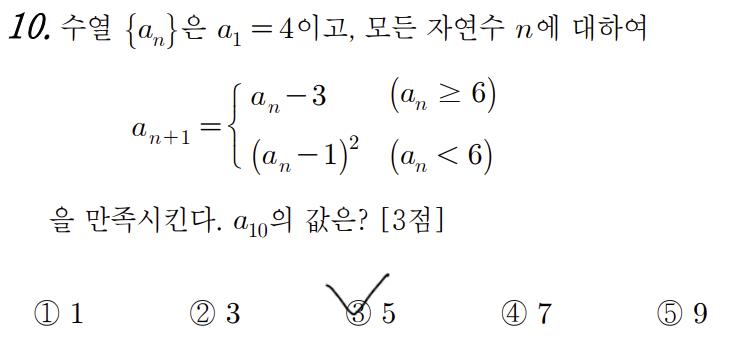 10. 수열 {aₙ}은 a₁ = 4이고, 모든 자연수 n에 대하여
aₙ₊₁ = { aₙ − 3 (aₙ ≥ 6)
(aₙ − 1)² (aₙ < 6)
을 만족시킨다. a₁₀의 값은? [3점]
① 1 ② 3 ③ 5 ④ 7 ⑤ 9